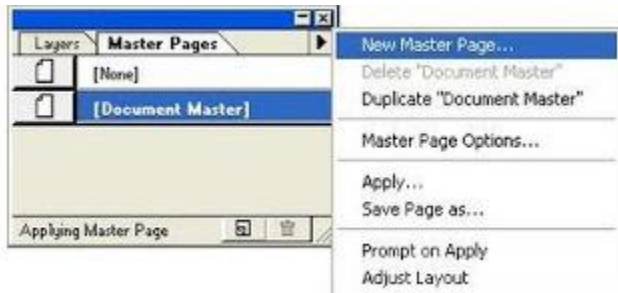 Layers Master Pages
[None]
[Document Master]
Applying Master Page
New Master Page...
Delete "Document Master"
Duplicate "Document Master"
Master Page Options...
Apply...
Save Page as...
Prompt on Apply
Adjust Layout